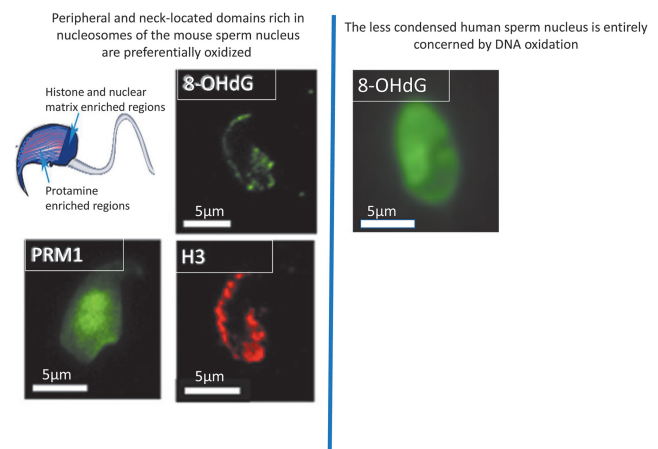 Peripheral and neck-located domains rich in
nucleosomes of the mouse sperm nucleus
are preferentially oxidized
Histone and nuclear
matrix enriched regions
Protamine
enriched regions
8-OHdG
5μm
PRM1
5μm
H3
5μm
The less condensed human sperm nucleus is entirely
concerned by DNA oxidation
8-OHdG
5μm